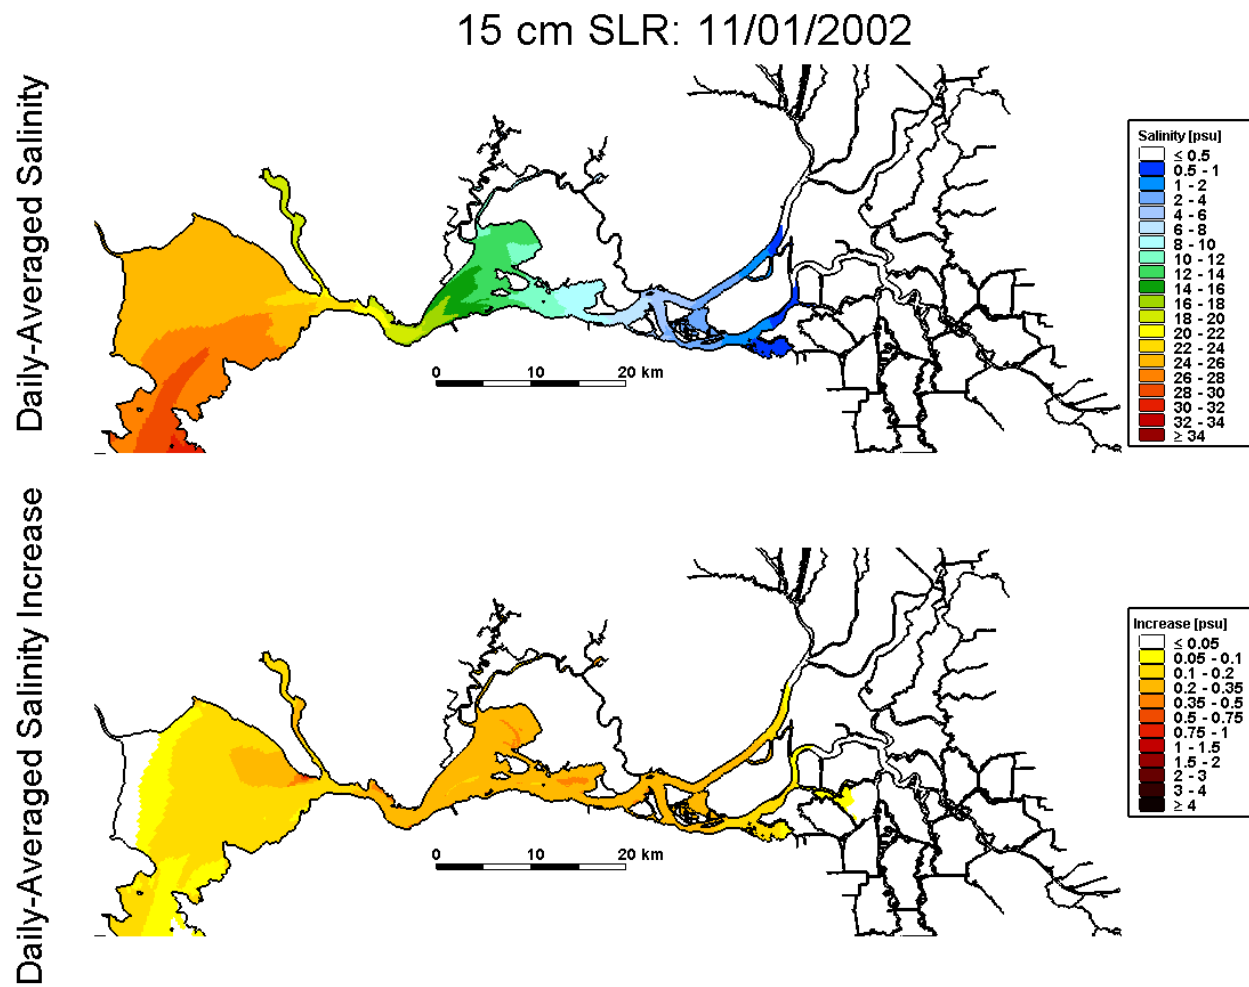 15 cm SLR: 11/01/2002
Daily-Averaged Salinity
Salinity [psu]
≤ 0.5
0.5 - 1
1 - 2
2 - 4
4 - 6
6 - 8
8 - 10
10 - 12
12 - 14
14 - 16
16 - 18
18 - 20
20 - 22
22 - 24
24 - 26
26 - 28
28 - 30
30 - 32
32 - 34
≥ 34
0 10 20 km
Daily-Averaged Salinity Increase
Increase [psu]
≤ 0.05
0.05 - 0.1
0.1 - 0.2
0.2 - 0.35
0.35 - 0.5
0.5 - 0.75
0.75 - 1
1 - 1.5
1.5 - 2
2 - 3
3 - 4
≥ 4
0 10 20 km